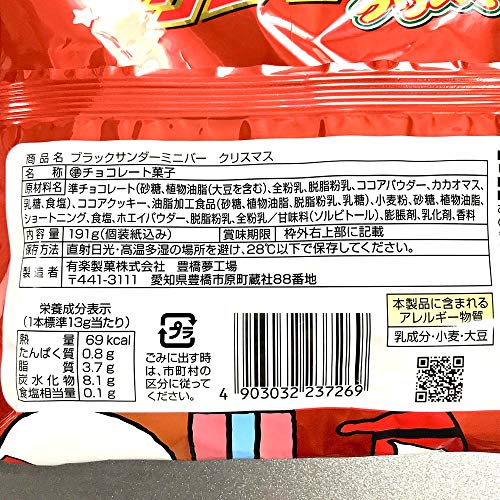 商品名 ブラックサンダーミニバー クリスマス
名称 準チョコレート菓子
原材料名 準チョコレート(砂糖、植物油脂(大豆を含む)、全粉乳、脱脂粉乳、ココアパウダー、カカオマス、
乳糖、食塩)、ココアクッキー、油脂加工食品(砂糖、植物油脂、脱脂粉乳、乳糖)、小麦粉、砂糖、植物油脂、
ショートニング、食塩、ホエイパウダー、脱脂粉乳、全粉乳/甘味料(ソルビトール)、膨脹剤、乳化剤、香料
内容量 191g(個装紙込み) 賞味期限 枠外右上部に記載
保存方法 直射日光・高温多湿の場所を避け、28℃以下で保存してください。
製造者 有楽製菓株式会社 豊橋夢工場
〒441-3111 愛知県豊橋市原町蔵社88番地
栄養成分表示
(1本標準13g当たり)
熱量 69kcal
たんぱく質 0.8g
脂質 3.7g
炭水化物 8.1g
食塩相当量 0.1g
プラ
ごみに出す時
は、市町村の
区分に従って
ください。
4 903032 237269
本製品に含まれる
アレルギー物質
乳成分・小麦・大豆